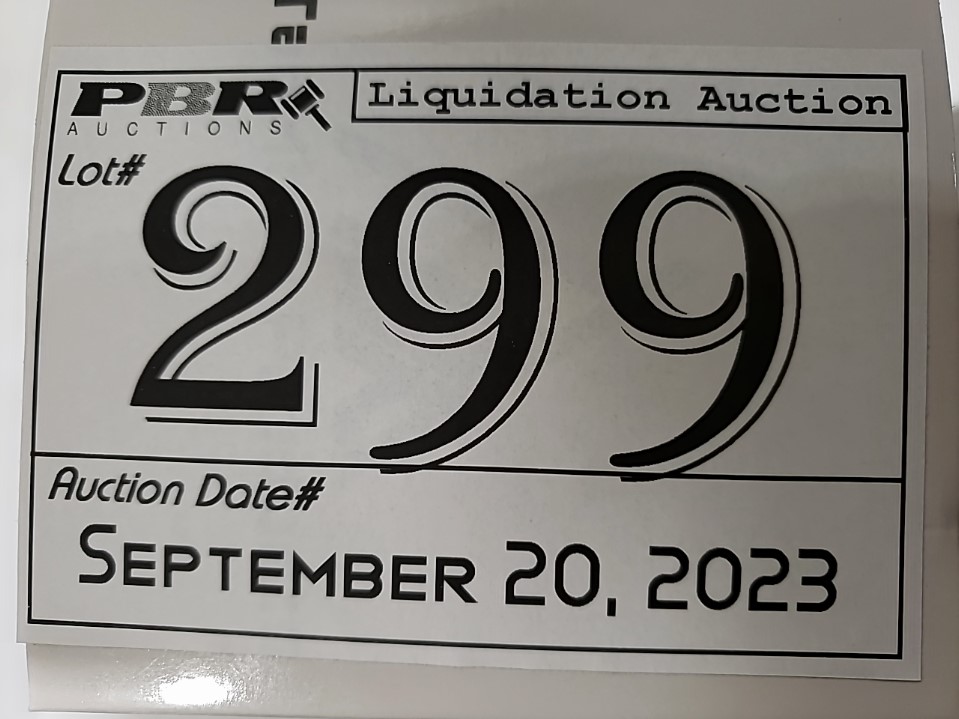 PBR
AUCTIONS
Liquidation Auction
Lot#
299
Auction Date#
September 20, 2023